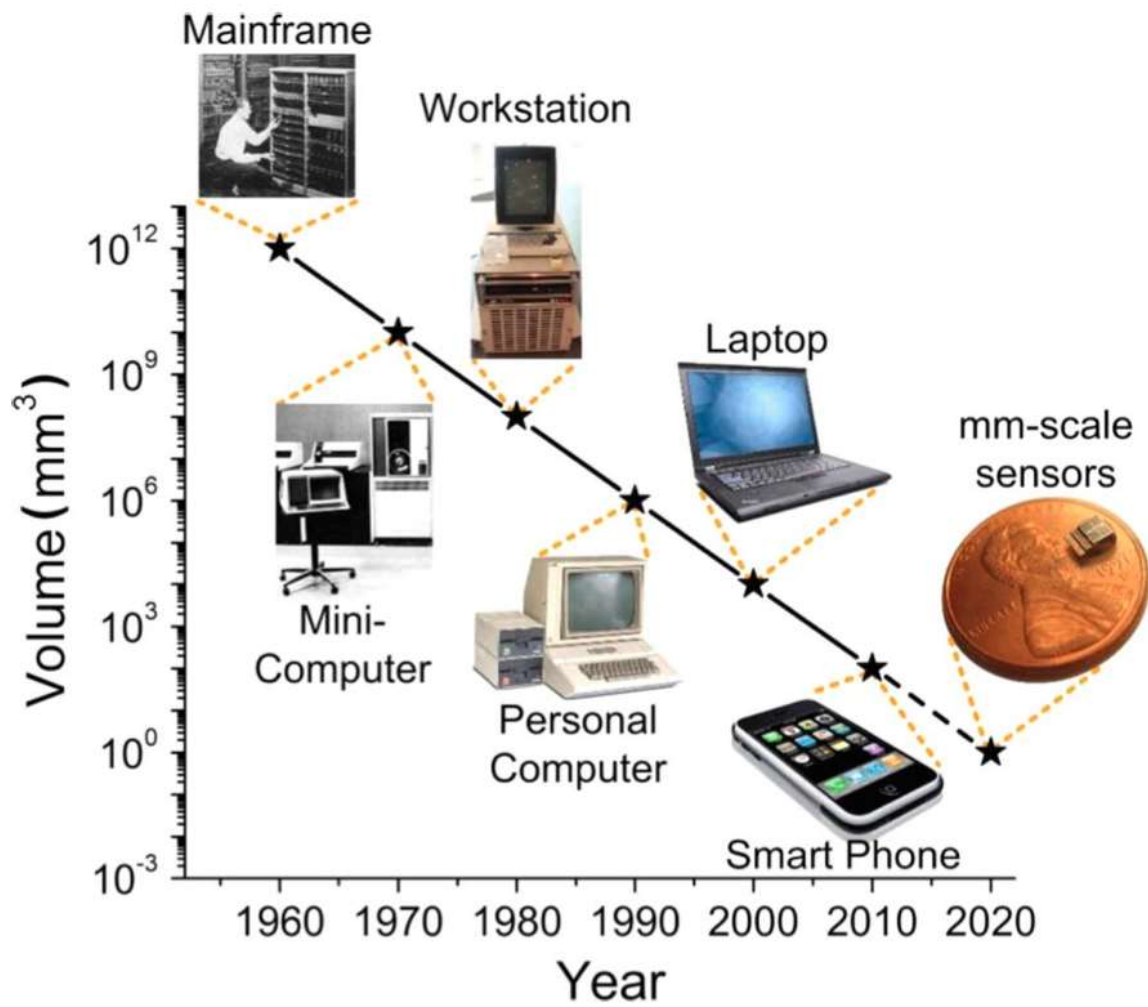 Mainframe
Workstation
Laptop
mm-scale
sensors
Mini-
Computer
Personal
Computer
Smart Phone
Volume (mm³)
10¹²
10⁹
10⁶
10³
10⁰
10⁻³
1960 1970 1980 1990 2000 2010 2020
Year